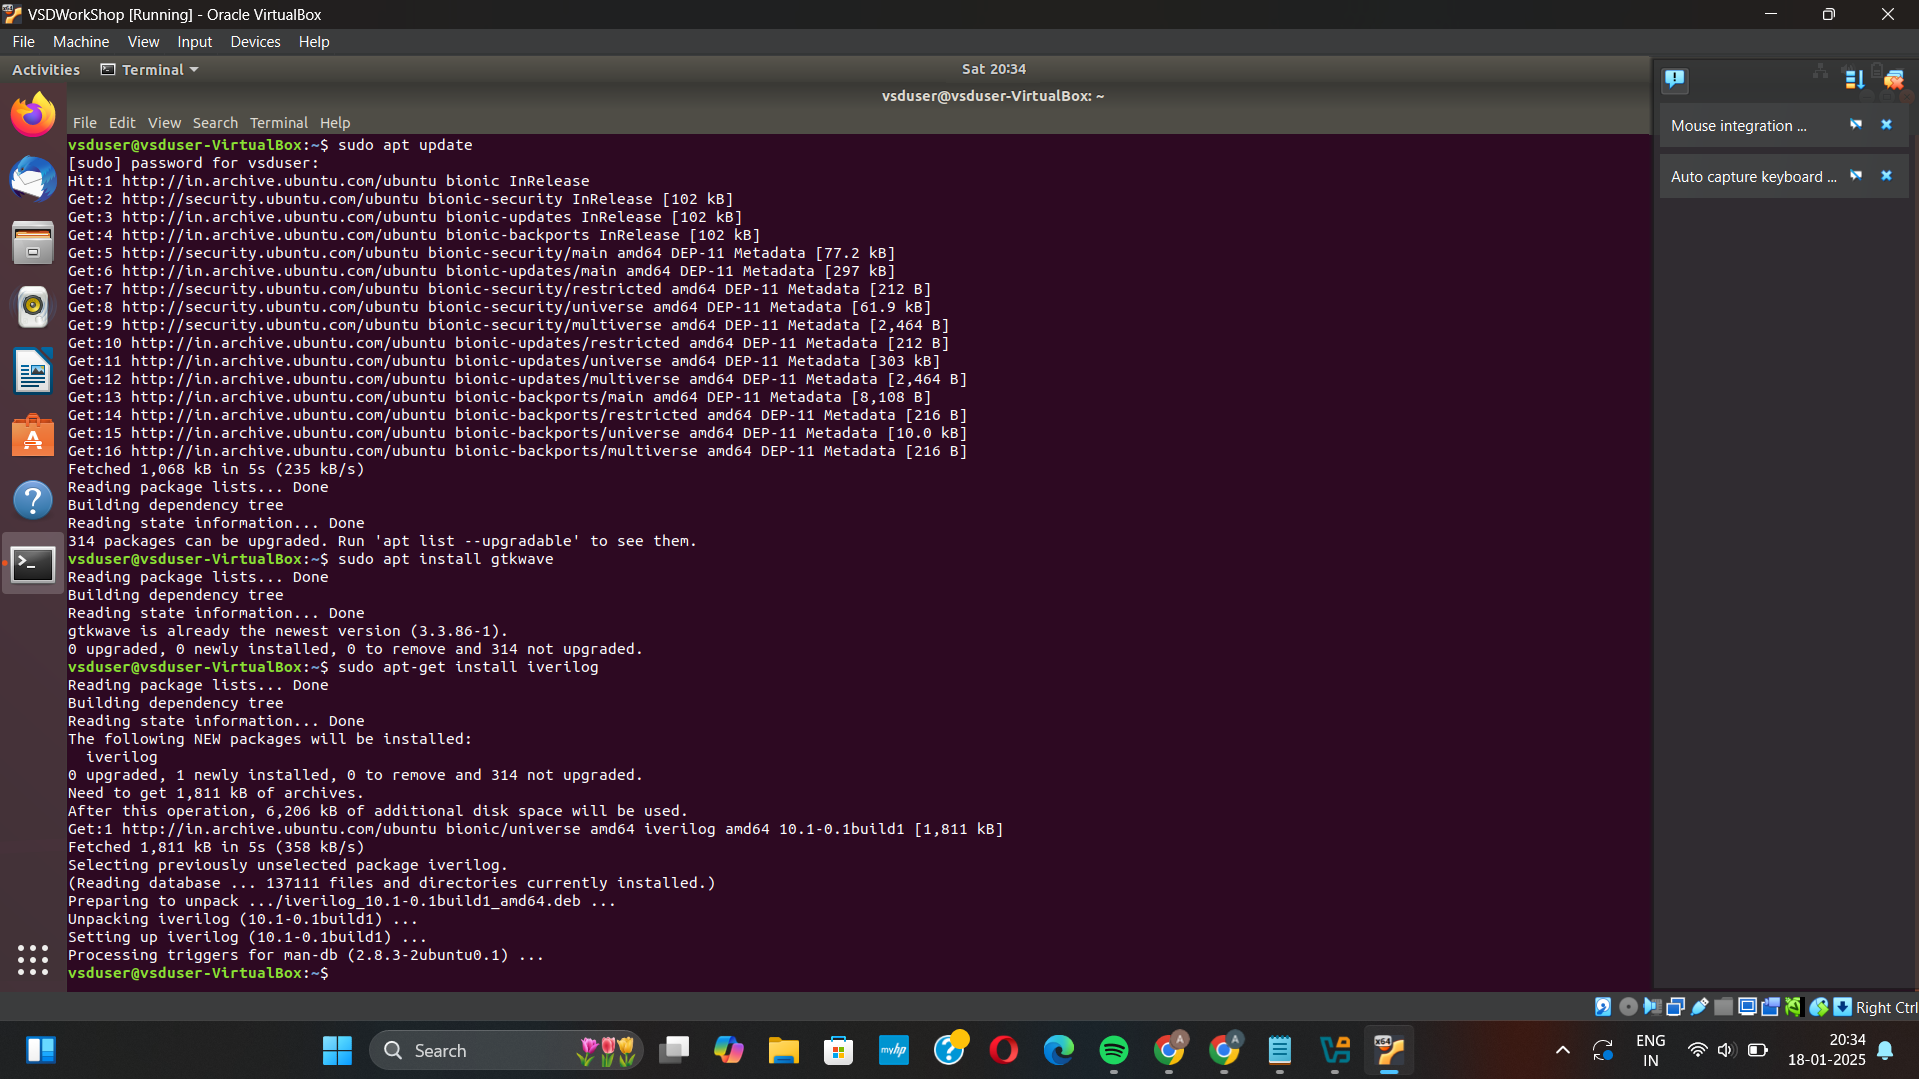 VSDWorkShop [Running] - Oracle VirtualBox
File Machine View Input Devices Help
Activities Terminal Sat 20:34
vsduser@vsduser-VirtualBox: ~
File Edit View Search Terminal Help
Mouse integration ...
Auto capture keyboard ...
vsduser@vsduser-VirtualBox:~$ sudo apt update
[sudo] password for vsduser:
Hit:1 http://in.archive.ubuntu.com/ubuntu bionic InRelease
Get:2 http://security.ubuntu.com/ubuntu bionic-security InRelease [102 kB]
Get:3 http://in.archive.ubuntu.com/ubuntu bionic-updates InRelease [102 kB]
Get:4 http://in.archive.ubuntu.com/ubuntu bionic-backports InRelease [102 kB]
Get:5 http://security.ubuntu.com/ubuntu bionic-security/main amd64 DEP-11 Metadata [77.2 kB]
Get:6 http://in.archive.ubuntu.com/ubuntu bionic-updates/main amd64 DEP-11 Metadata [297 kB]
Get:7 http://security.ubuntu.com/ubuntu bionic-security/restricted amd64 DEP-11 Metadata [212 B]
Get:8 http://security.ubuntu.com/ubuntu bionic-security/universe amd64 DEP-11 Metadata [61.9 kB]
Get:9 http://security.ubuntu.com/ubuntu bionic-security/multiverse amd64 DEP-11 Metadata [2,464 B]
Get:10 http://in.archive.ubuntu.com/ubuntu bionic-updates/restricted amd64 DEP-11 Metadata [212 B]
Get:11 http://in.archive.ubuntu.com/ubuntu bionic-updates/universe amd64 DEP-11 Metadata [303 kB]
Get:12 http://in.archive.ubuntu.com/ubuntu bionic-updates/multiverse amd64 DEP-11 Metadata [2,464 B]
Get:13 http://in.archive.ubuntu.com/ubuntu bionic-backports/main amd64 DEP-11 Metadata [8,108 B]
Get:14 http://in.archive.ubuntu.com/ubuntu bionic-backports/restricted amd64 DEP-11 Metadata [216 B]
Get:15 http://in.archive.ubuntu.com/ubuntu bionic-backports/universe amd64 DEP-11 Metadata [10.0 kB]
Get:16 http://in.archive.ubuntu.com/ubuntu bionic-backports/multiverse amd64 DEP-11 Metadata [216 B]
Fetched 1,068 kB in 5s (235 kB/s)
Reading package lists... Done
Building dependency tree
Reading state information... Done
314 packages can be upgraded. Run 'apt list --upgradable' to see them.
vsduser@vsduser-VirtualBox:~$ sudo apt install gtkwave
Reading package lists... Done
Building dependency tree
Reading state information... Done
gtkwave is already the newest version (3.3.86-1).
0 upgraded, 0 newly installed, 0 to remove and 314 not upgraded.
vsduser@vsduser-VirtualBox:~$ sudo apt-get install iverilog
Reading package lists... Done
Building dependency tree
Reading state information... Done
The following NEW packages will be installed:
iverilog
0 upgraded, 1 newly installed, 0 to remove and 314 not upgraded.
Need to get 1,811 kB of archives.
After this operation, 6,206 kB of additional disk space will be used.
Get:1 http://in.archive.ubuntu.com/ubuntu bionic/universe amd64 iverilog amd64 10.1-0.1build1 [1,811 kB]
Fetched 1,811 kB in 5s (358 kB/s)
Selecting previously unselected package iverilog.
(Reading database ... 137111 files and directories currently installed.)
Preparing to unpack .../iverilog_10.1-0.1build1_amd64.deb ...
Unpacking iverilog (10.1-0.1build1) ...
Setting up iverilog (10.1-0.1build1) ...
Processing triggers for man-db (2.8.3-2ubuntu0.1) ...
vsduser@vsduser-VirtualBox:~$
Right Ctrl
Search
myhp
ENG
IN
20:34
18-01-2025